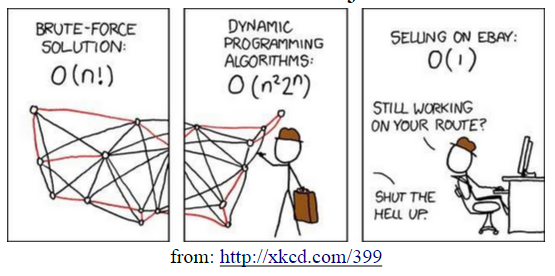 BRUTE-FORCE
SOLUTION:
O(n!)
DYNAMIC
PROGRAMMING
ALGORITHMS:
O(n²2ⁿ)
SELLING ON EBAY:
O(1)
STILL WORKING
ON YOUR ROUTE?
SHUT THE
HELL UP.
from: http://xkcd.com/399